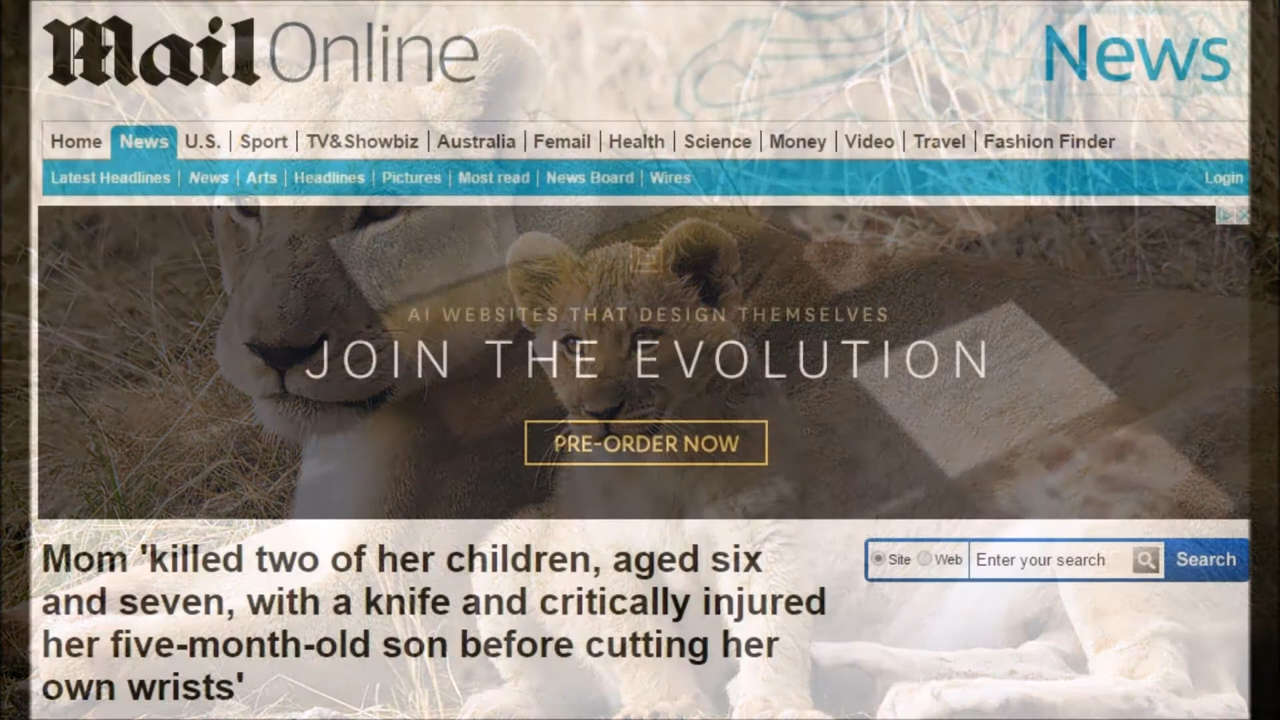 Mail Online
News
Home News U.S. Sport TV&Showbiz Australia Femail Health Science Money Video Travel Fashion Finder
Latest Headlines News Arts Headlines Pictures Most read News Board Wires Login
AI WEBSITES THAT DESIGN THEMSELVES
JOIN THE EVOLUTION
PRE-ORDER NOW
Mom 'killed two of her children, aged six
and seven, with a knife and critically injured
her five-month-old son before cutting her
own wrists'
Site Web Enter your search Search